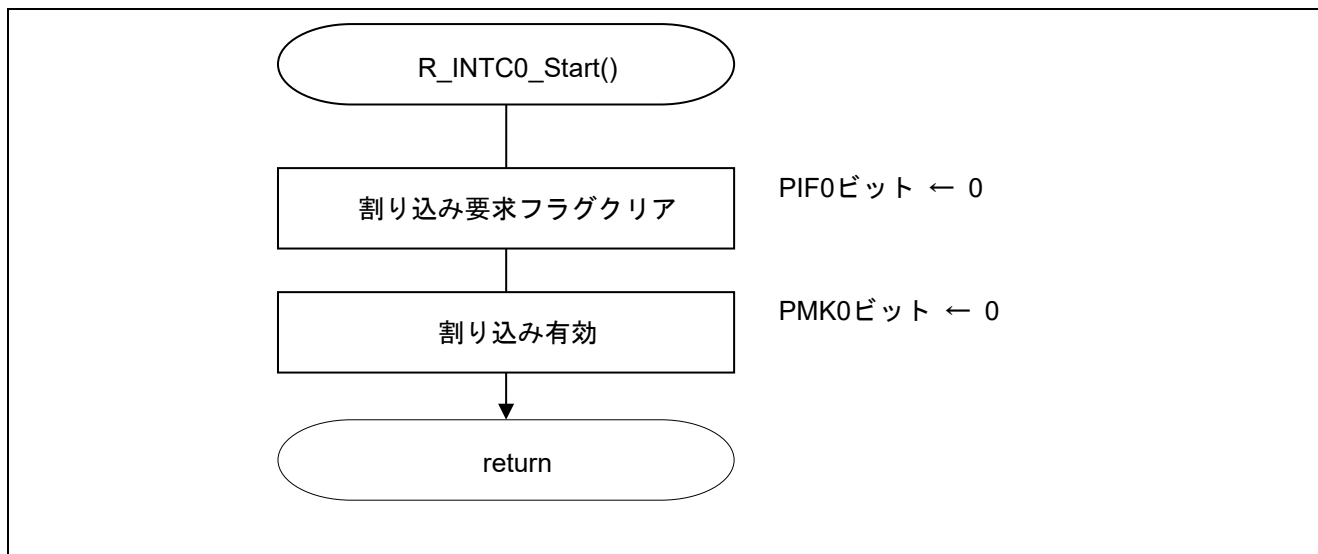 R_INTC0_Start()
割り込み要求フラグクリア
PIF0ビット ← 0
割り込み有効
PMK0ビット ← 0
return